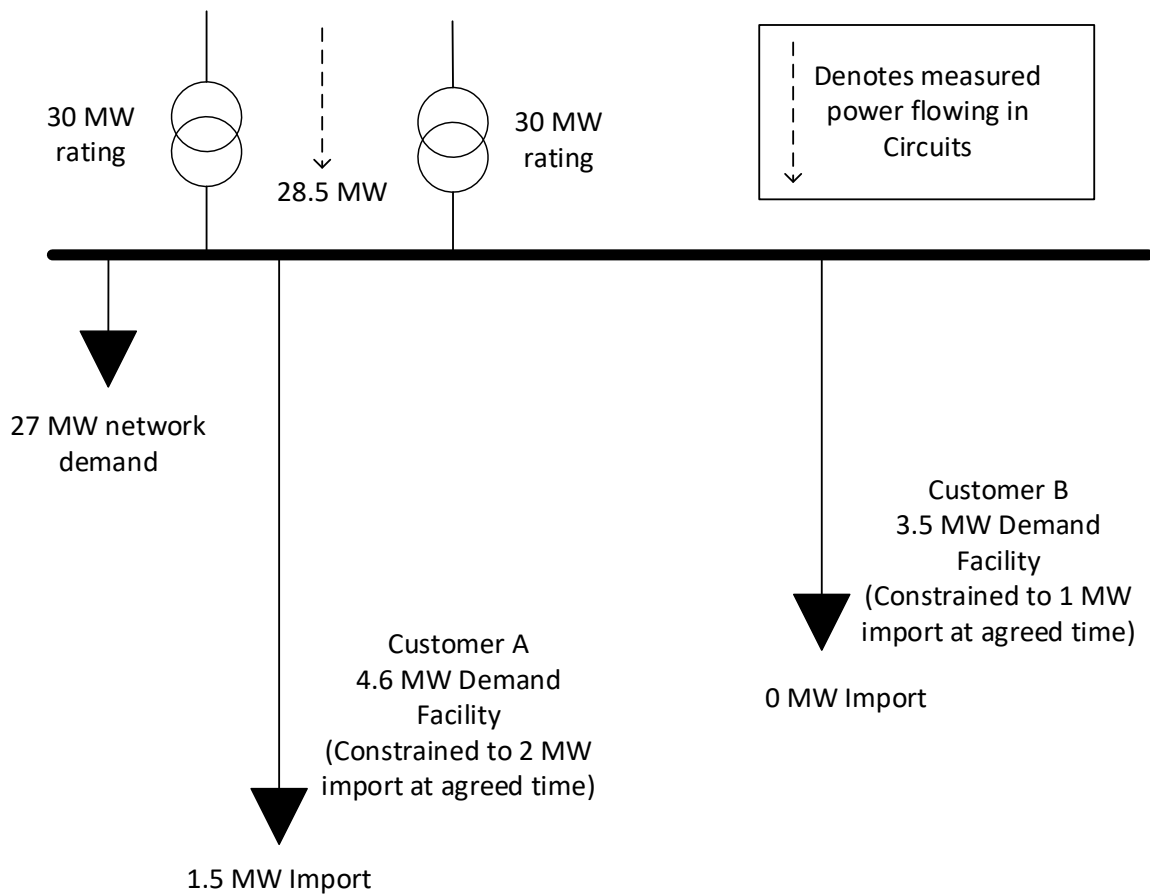 30 MW
rating
28.5 MW
30 MW
rating
Denotes measured
power flowing in
Circuits
27 MW network
demand
Customer A
4.6 MW Demand
Facility
(Constrained to 2 MW
import at agreed time)
1.5 MW Import
Customer B
3.5 MW Demand
Facility
(Constrained to 1 MW
import at agreed time)
0 MW Import